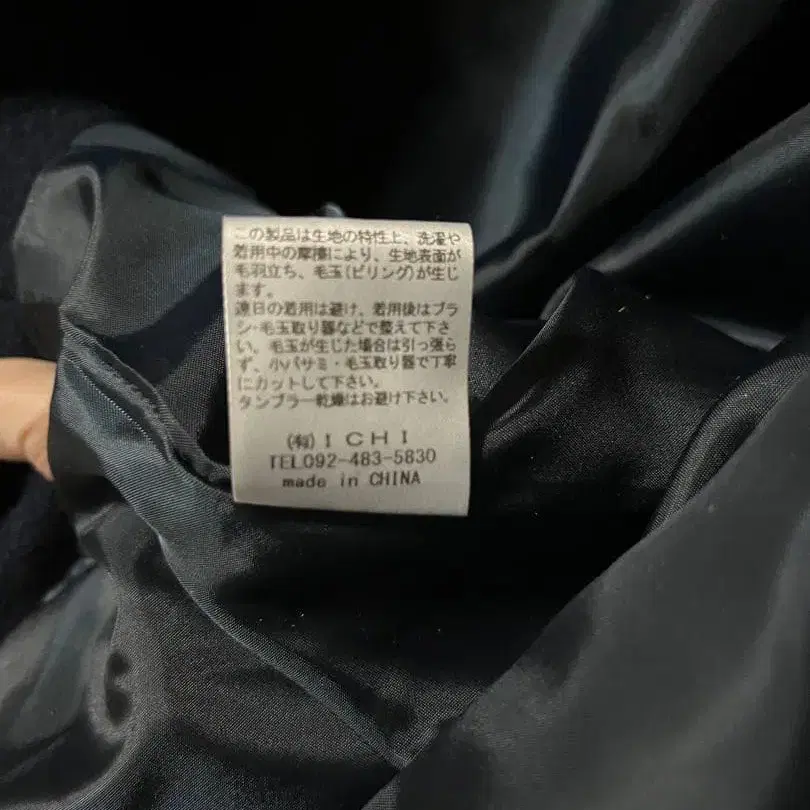 この製品は生地の特性上、洗濯や
着用中の摩擦により、生地表面が
毛羽立ち、毛玉(ピリング)が生じ
ます。
連日の着用は避け、着用後はブラ
シ・毛玉取り器などで整えて下さ
い。毛玉が生じた場合は引っ張ら
ず、小バサミ・毛玉取り器で丁寧
にカットして下さい。
タンブラー乾燥はお避け下さい。
(有)ICHI
TEL092-483-5830
made in CHINA